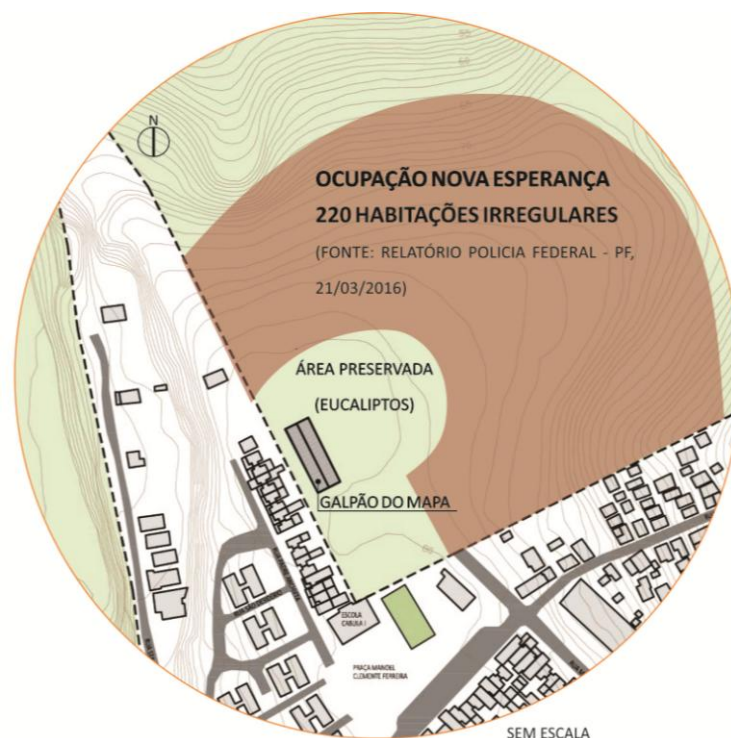 N
OCUPAÇÃO NOVA ESPERANÇA
220 HABITAÇÕES IRREGULARES
(FONTE: RELATÓRIO POLICIA FEDERAL - PF,
21/03/2016)
ÁREA PRESERVADA
(EUCALIPTOS)
GALPÃO DO MAPA
ESCOLA
CABULA I
PRAÇA MANOEL
CLEMENTE FERREIRA
SEM ESCALA